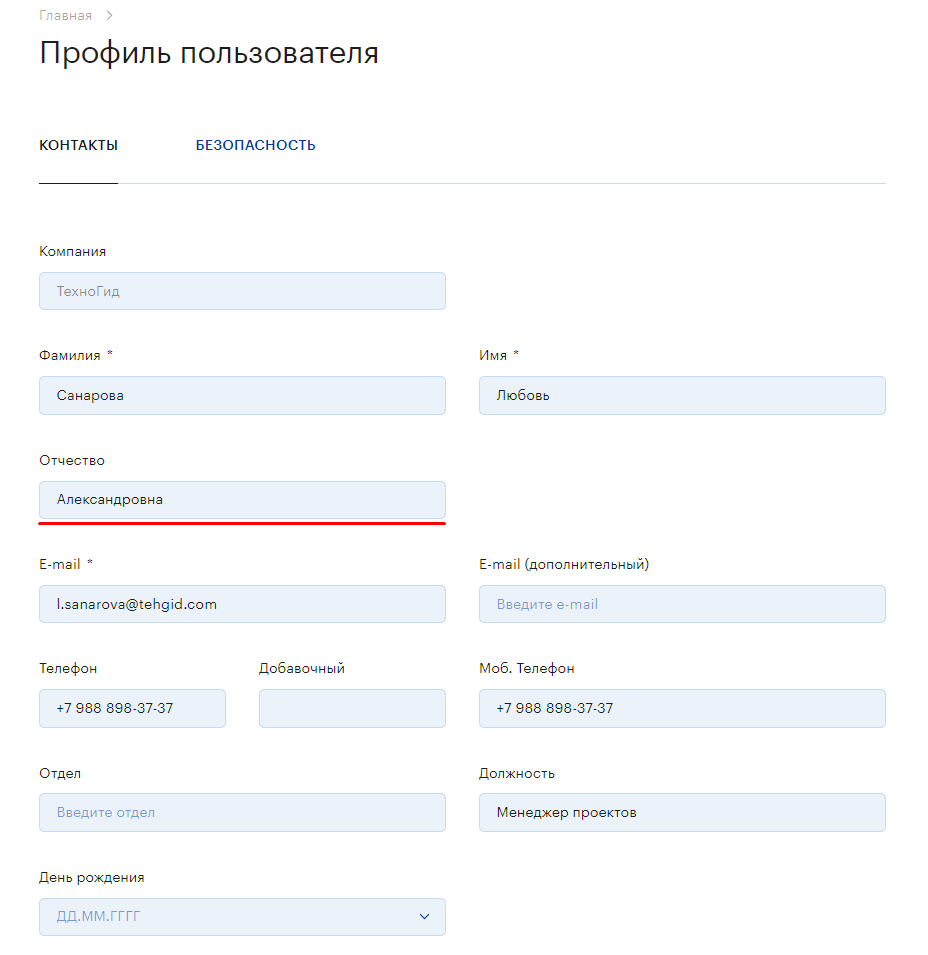 Главная
Профиль пользователя
КОНТАКТЫ БЕЗОПАСНОСТЬ
Компания
ТехноГид
Фамилия * Имя *
Санарова Любовь
Отчество
Александровна
E-mail * E-mail (дополнительный)
l.sanarova@tehgid.com Введите e-mail
Телефон Добавочный Моб. Телефон
+7 988 898-37-37 +7 988 898-37-37
Отдел Должность
Введите отдел Менеджер проектов
День рождения
ДД.ММ.ГГГГ